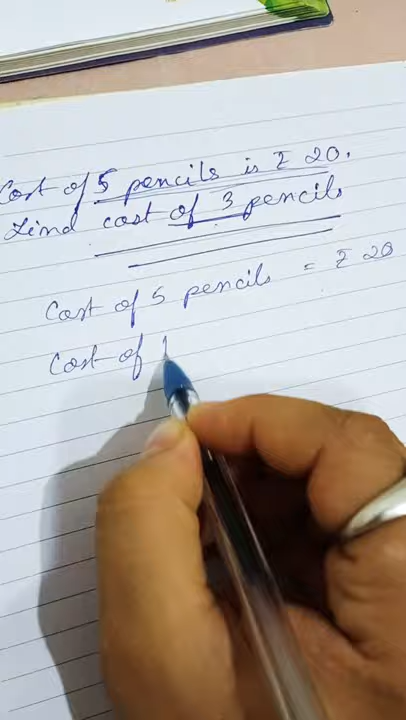 Cost of 5 pencils is ₹ 20.
Find cost of 3 pencils
Cost of 5 pencils = ₹ 20
Cost of 1